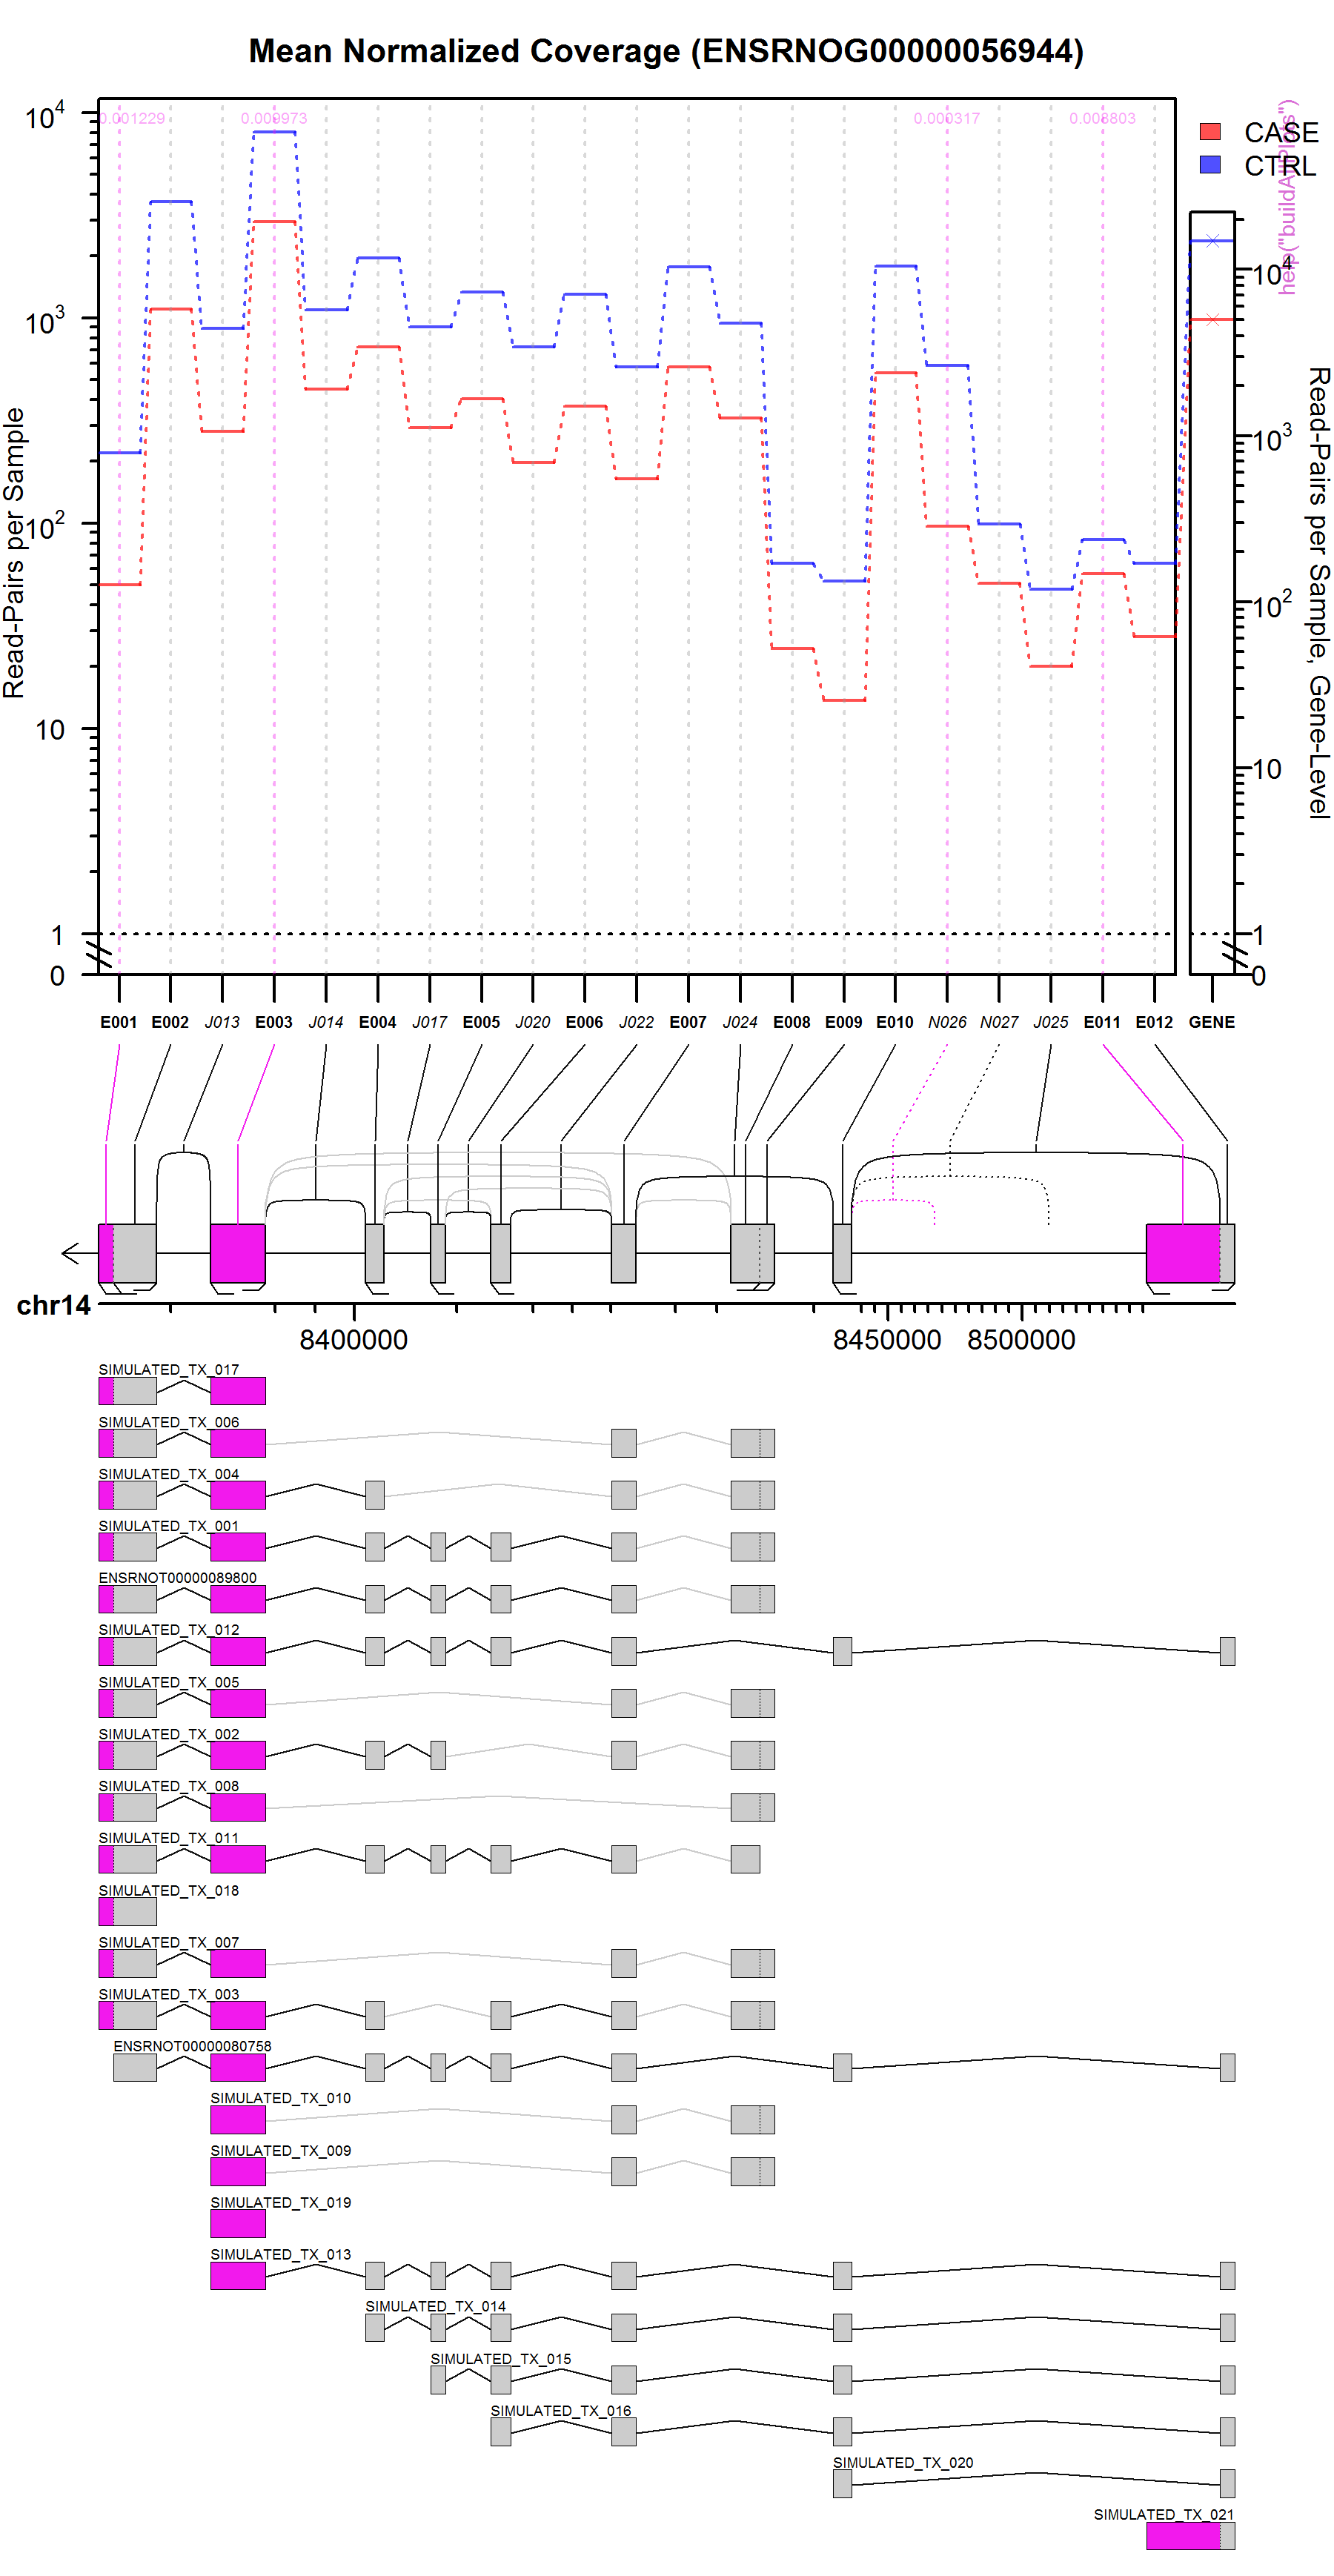 Mean Normalized Coverage (ENSRNOG00000056944)
0.001229 0.009973 0.000317 0.008803
CASE
CTRL
help("buildAllPlots")
Read-Pairs per Sample
10^4
10^3
10^2
10
1
0
10^4
10^3
10^2
10
1
0
Read-Pairs per Sample, Gene-Level
E001 E002 J013 E003 J014 E004 J017 E005 J020 E006 J022 E007 J024 E008 E009 E010 N026 N027 J025 E011 E012 GENE
chr14
8400000 8450000 8500000
SIMULATED_TX_017
SIMULATED_TX_006
SIMULATED_TX_004
SIMULATED_TX_001
ENSRNOT00000089800
SIMULATED_TX_012
SIMULATED_TX_005
SIMULATED_TX_002
SIMULATED_TX_008
SIMULATED_TX_011
SIMULATED_TX_018
SIMULATED_TX_007
SIMULATED_TX_003
ENSRNOT00000080758
SIMULATED_TX_010
SIMULATED_TX_009
SIMULATED_TX_019
SIMULATED_TX_013
SIMULATED_TX_014
SIMULATED_TX_015
SIMULATED_TX_016
SIMULATED_TX_020
SIMULATED_TX_021